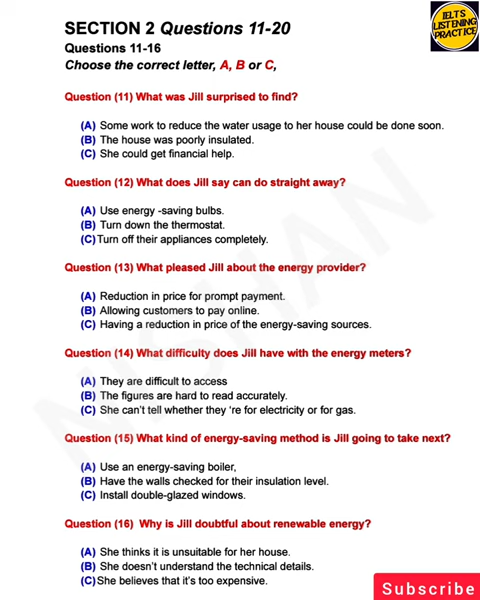 SECTION 2 Questions 11-20
IELTS
LISTENING
PRACTICE
Questions 11-16
Choose the correct letter, A, B or C,
Question (11) What was Jill surprised to find?
(A) Some work to reduce the water usage to her house could be done soon.
(B) The house was poorly insulated.
(C) She could get financial help.
Question (12) What does Jill say can do straight away?
(A) Use energy -saving bulbs.
(B) Turn down the thermostat.
(C) Turn off their appliances completely.
Question (13) What pleased Jill about the energy provider?
(A) Reduction in price for prompt payment.
(B) Allowing customers to pay online.
(C) Having a reduction in price of the energy-saving sources.
Question (14) What difficulty does Jill have with the energy meters?
(A) They are difficult to access
(B) The figures are hard to read accurately.
(C) She can't tell whether they 're for electricity or for gas.
Question (15) What kind of energy-saving method is Jill going to take next?
(A) Use an energy-saving boiler,
(B) Have the walls checked for their insulation level.
(C) Install double-glazed windows.
Question (16) Why is Jill doubtful about renewable energy?
(A) She thinks it is unsuitable for her house.
(B) She doesn't understand the technical details.
(C) She believes that it's too expensive.
Subscribe